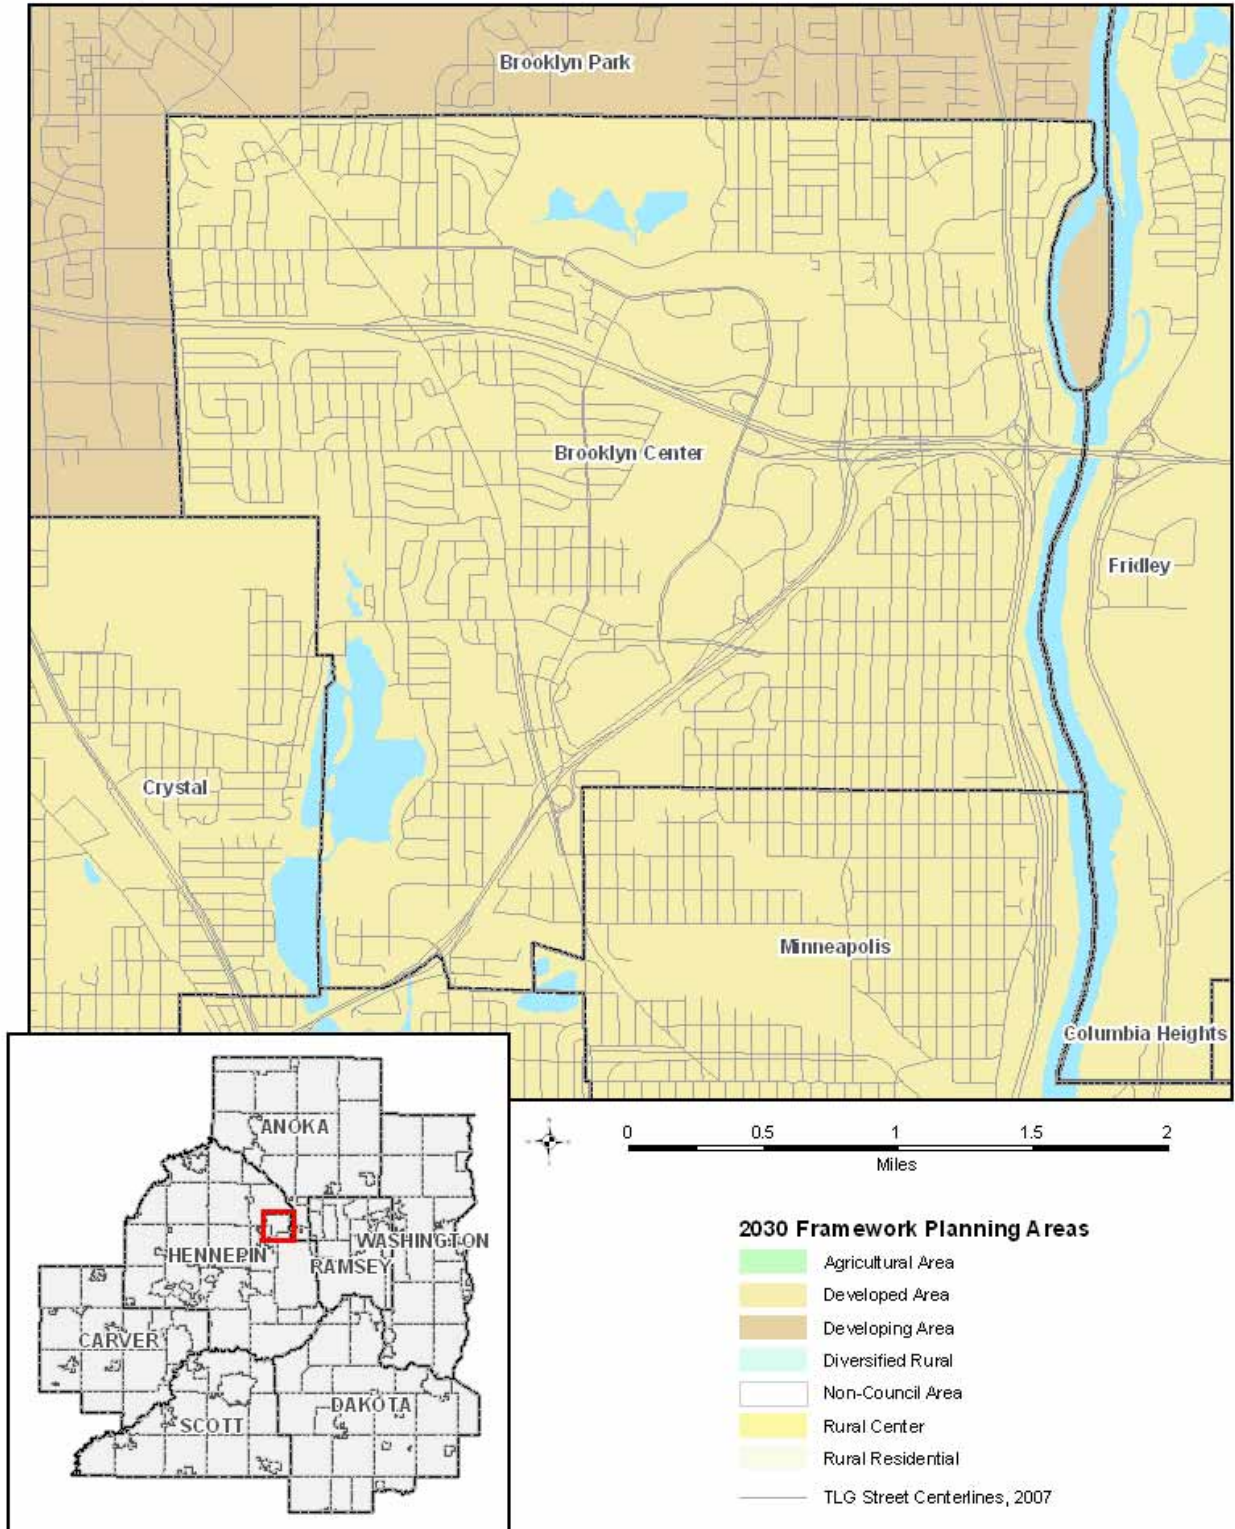 Brooklyn Park
Brooklyn Center
Fridley
Crystal
Minneapolis
Columbia Heights
ANOKA
HENNEPIN
WASHINGTON
RAMSEY
CARVER
SCOTT
DAKOTA
0 0.5 1 1.5 2
Miles
2030 Framework Planning Areas
Agricultural Area
Developed Area
Developing Area
Diversified Rural
Non-Council Area
Rural Center
Rural Residential
TLG Street Centerlines, 2007